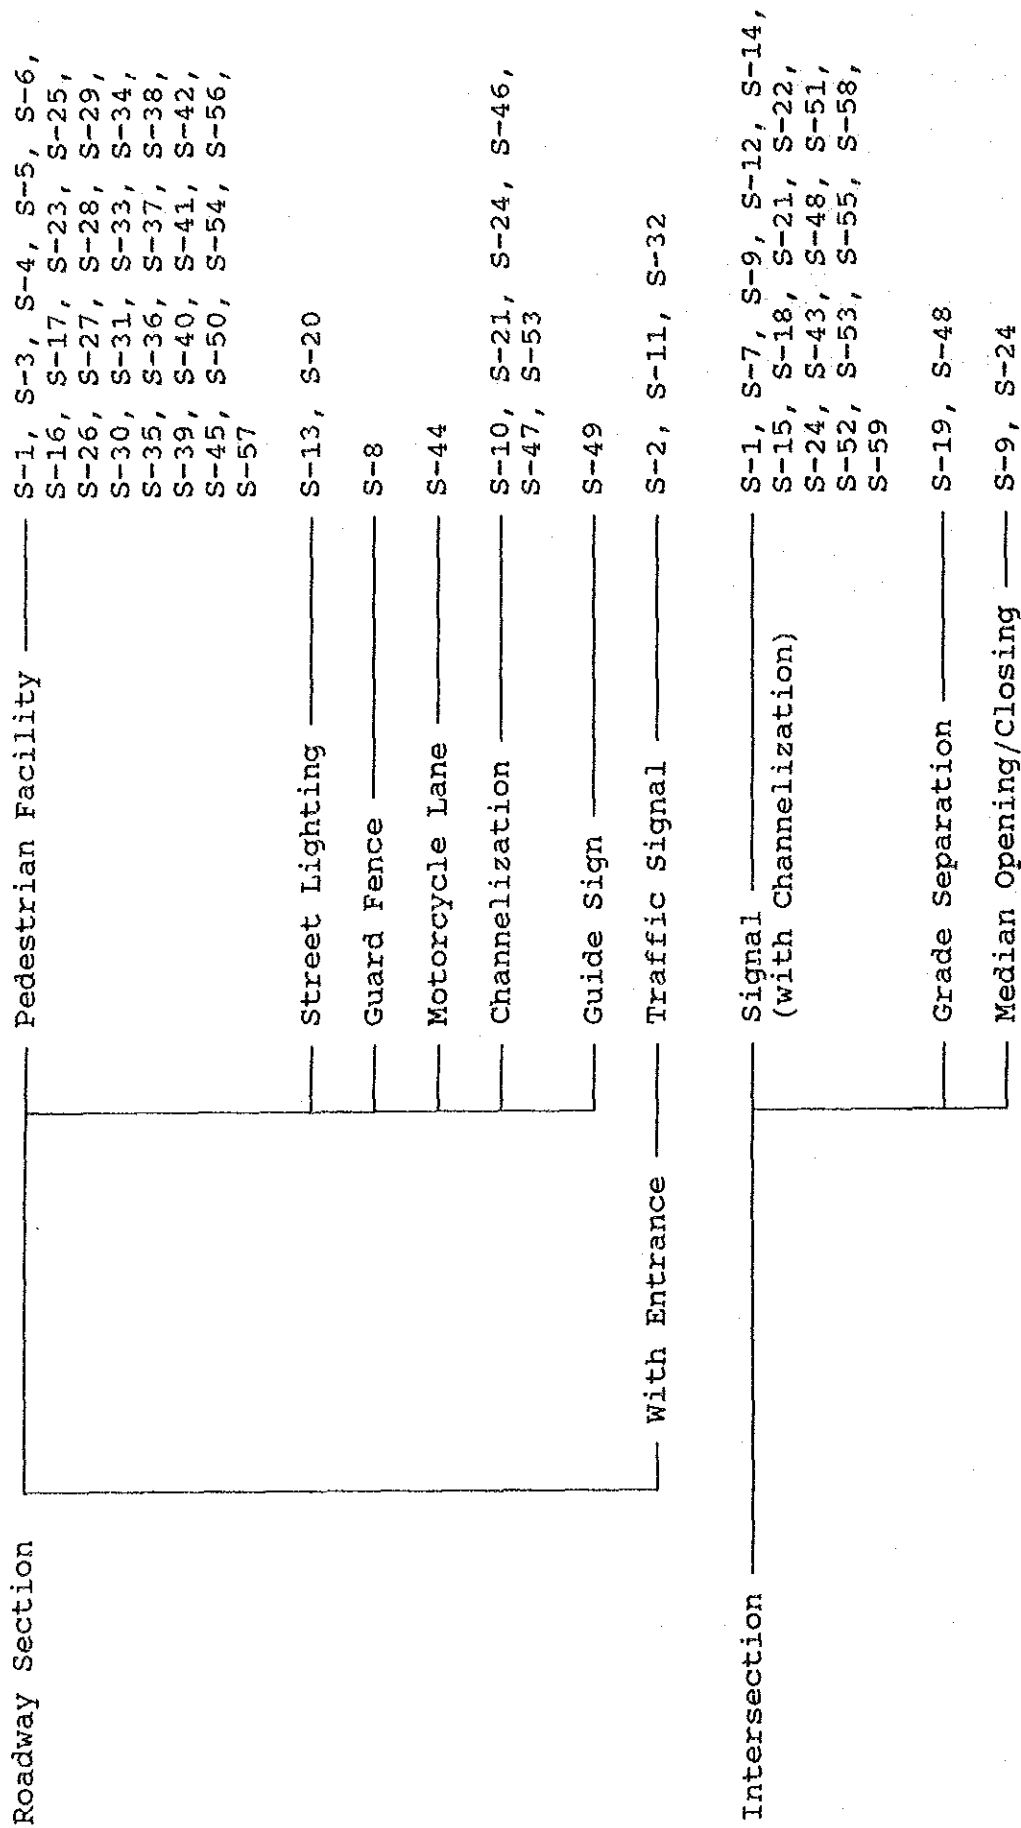 Roadway Section
Pedestrian Facility S-1, S-3, S-4, S-5, S-6,
S-16, S-17, S-23, S-25,
S-26, S-27, S-28, S-29,
S-30, S-31, S-33, S-34,
S-35, S-36, S-37, S-38,
S-39, S-40, S-41, S-42,
S-45, S-50, S-54, S-56,
S-57
Street Lighting S-13, S-20
Guard Fence S-8
Motorcycle Lane S-44
Channelization S-10, S-21, S-24, S-46,
S-47, S-53
Guide Sign S-49
With Entrance Traffic Signal S-2, S-11, S-32
Intersection Signal S-1, S-7, S-9, S-12, S-14,
(with Channelization) S-15, S-18, S-21, S-22,
S-24, S-43, S-48, S-51,
S-52, S-53, S-55, S-58,
S-59
Grade Separation S-19, S-48
Median Opening/Closing S-9, S-24